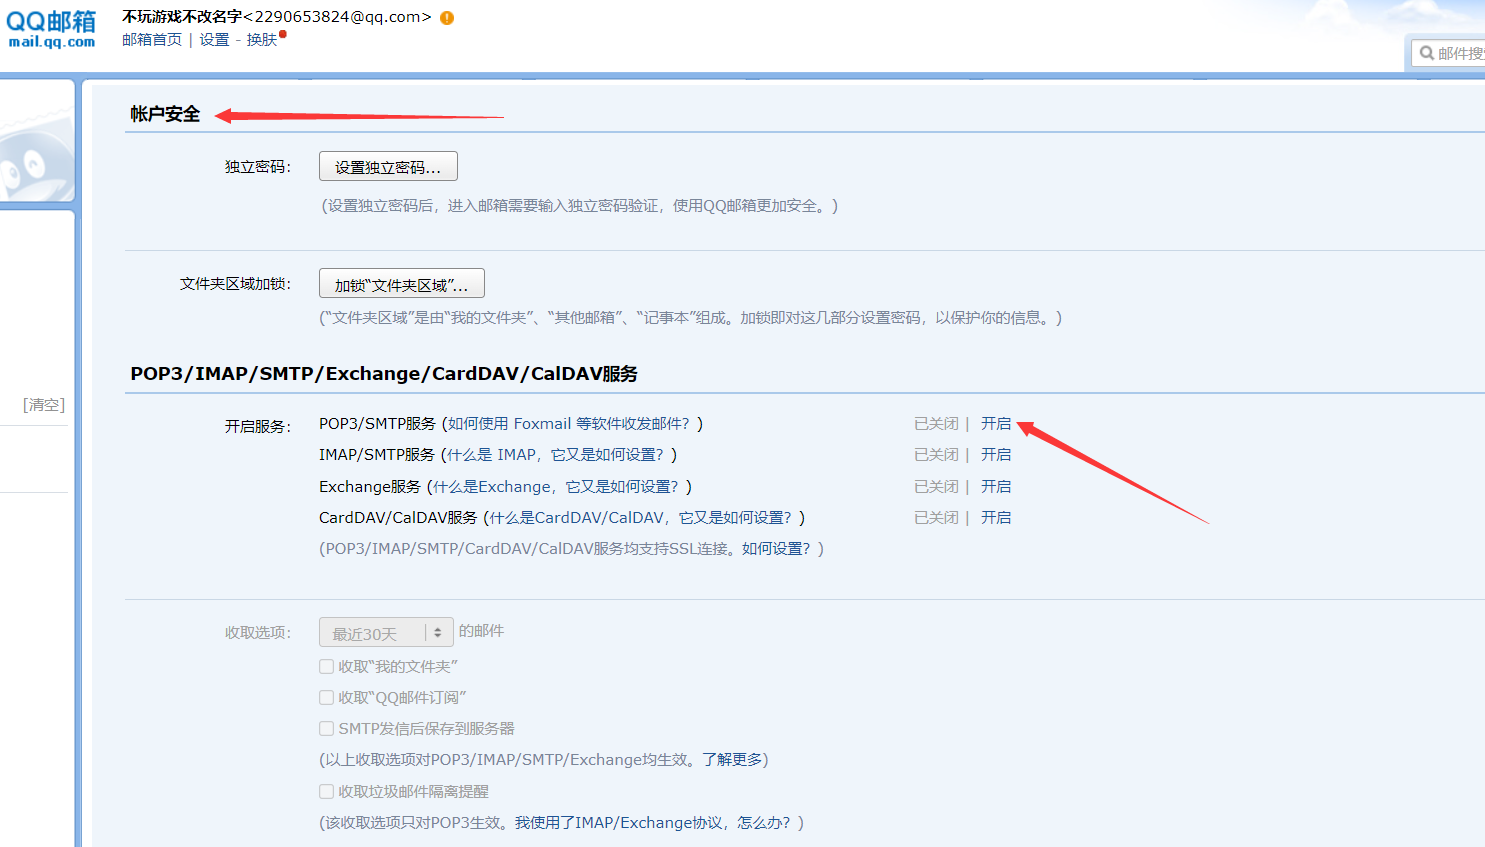 QQ邮箱
mail.qq.com
不玩游戏不改名字<2290653824@qq.com>
邮箱首页 | 设置 - 换肤
邮件搜
帐户安全
独立密码： 设置独立密码...
(设置独立密码后，进入邮箱需要输入独立密码验证，使用QQ邮箱更加安全。)
文件夹区域加锁： 加锁“文件夹区域”...
(“文件夹区域”是由“我的文件夹”、“其他邮箱”、“记事本”组成。加锁即对这几部分设置密码，以保护你的信息。)
POP3/IMAP/SMTP/Exchange/CardDAV/CalDAV服务
[清空]
开启服务： POP3/SMTP服务 (如何使用 Foxmail 等软件收发邮件？) 已关闭 | 开启
IMAP/SMTP服务 (什么是 IMAP，它又是如何设置？) 已关闭 | 开启
Exchange服务 (什么是Exchange，它又是如何设置？) 已关闭 | 开启
CardDAV/CalDAV服务 (什么是CardDAV/CalDAV，它又是如何设置？) 已关闭 | 开启
(POP3/IMAP/SMTP/CardDAV/CalDAV服务均支持SSL连接。如何设置？)
收取选项： 最近30天 的邮件
收取“我的文件夹”
收取“QQ邮件订阅”
SMTP发信后保存到服务器
(以上收取选项对POP3/IMAP/SMTP/Exchange均生效。了解更多)
收取垃圾邮件隔离提醒
(该收取选项只对POP3生效。我使用了IMAP/Exchange协议，怎么办？)